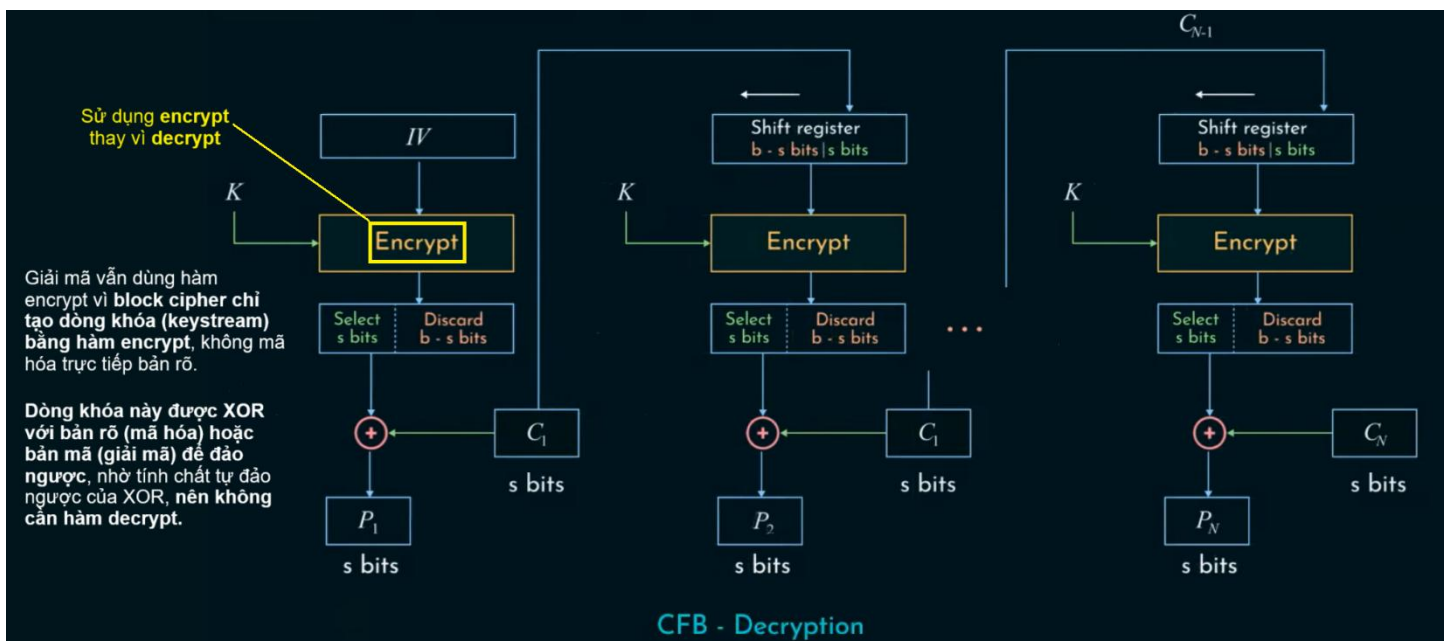 C_{N-1}
Sử dụng encrypt
thay vì decrypt
IV
Shift register
b - s bits|s bits
Shift register
b - s bits|s bits
K
K
K
Encrypt
Encrypt
Encrypt
Giải mã vẫn dùng hàm
encrypt vì block cipher chỉ
tạo dòng khóa (keystream)
bằng hàm encrypt, không mã
hóa trực tiếp bản rõ.
Dòng khóa này được XOR
với bản rõ (mã hóa) hoặc
bản mã (giải mã) để đảo
ngược, nhờ tính chất tự đảo
ngược của XOR, nên không
cần hàm decrypt.
Select
s bits
Discard
b - s bits
Select
s bits
Discard
b - s bits
...
Select
s bits
Discard
b - s bits
+
C_1
s bits
+
C_1
s bits
+
C_N
s bits
P_1
s bits
P_2
s bits
P_N
s bits
CFB - Decryption